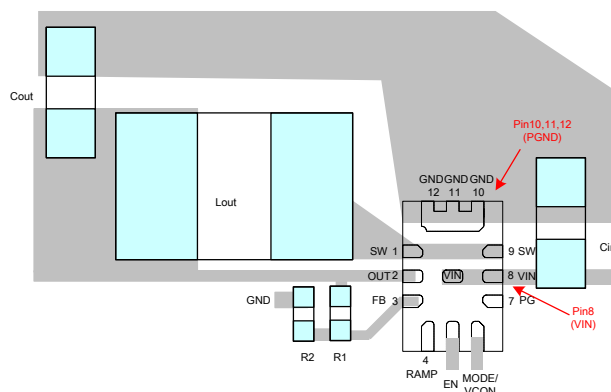 Cout
Pin10,11,12
(PGND)
GND GND GND
12 11 10
Lout
SW 1
9 SW
Cin
OUT 2
VIN
8 VIN
GND
FB 3
7 PG
Pin8
(VIN)
R2
R1
4
RAMP
EN
MODE/
VCON